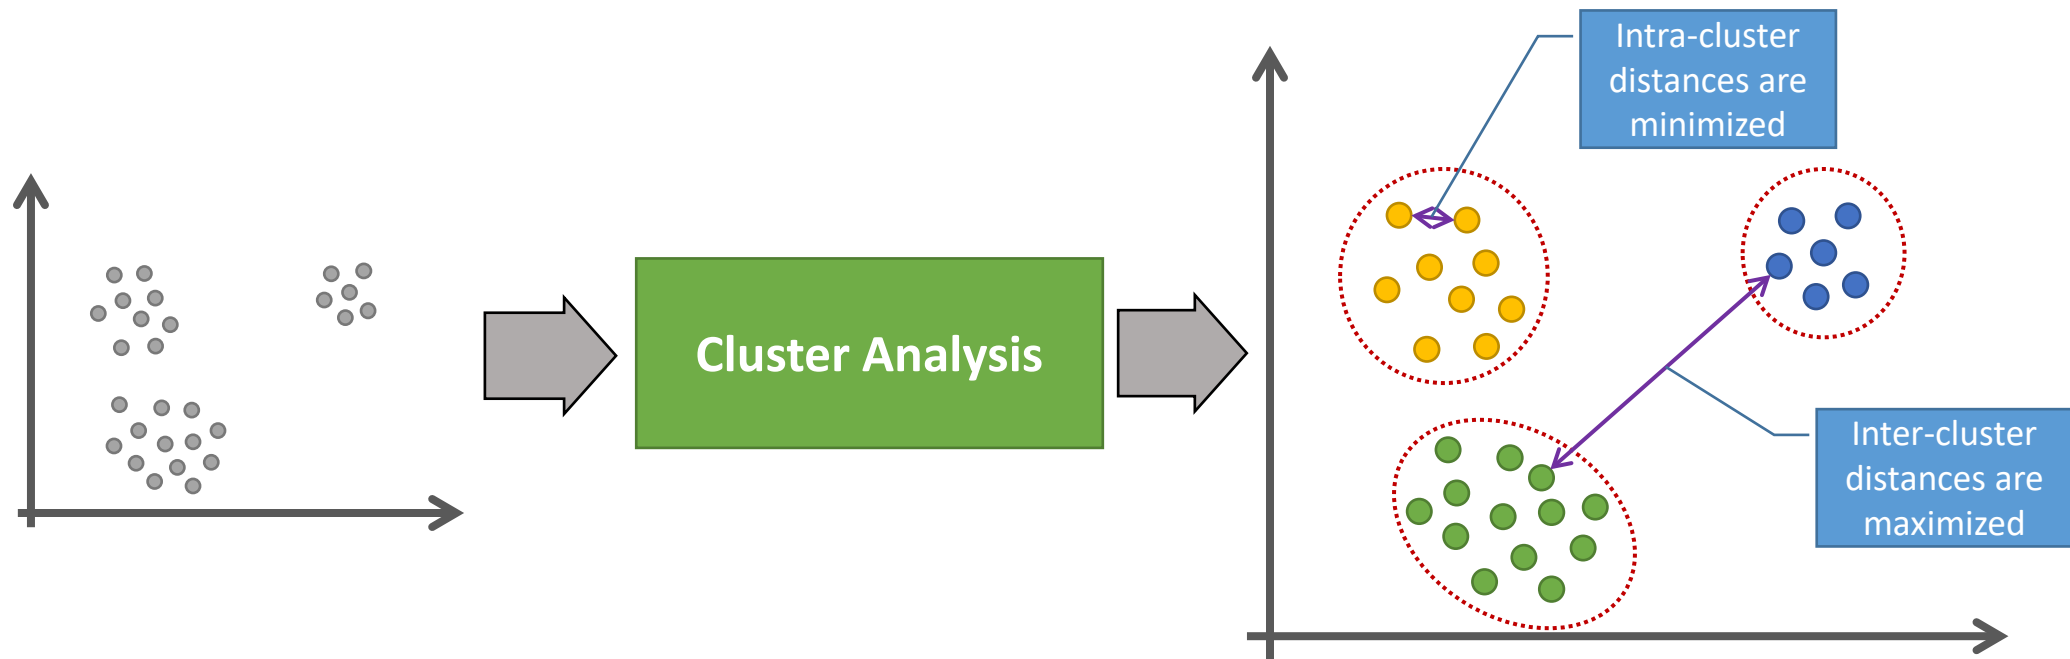 Intra-cluster
distances are
minimized
Cluster Analysis
Inter-cluster
distances are
maximized